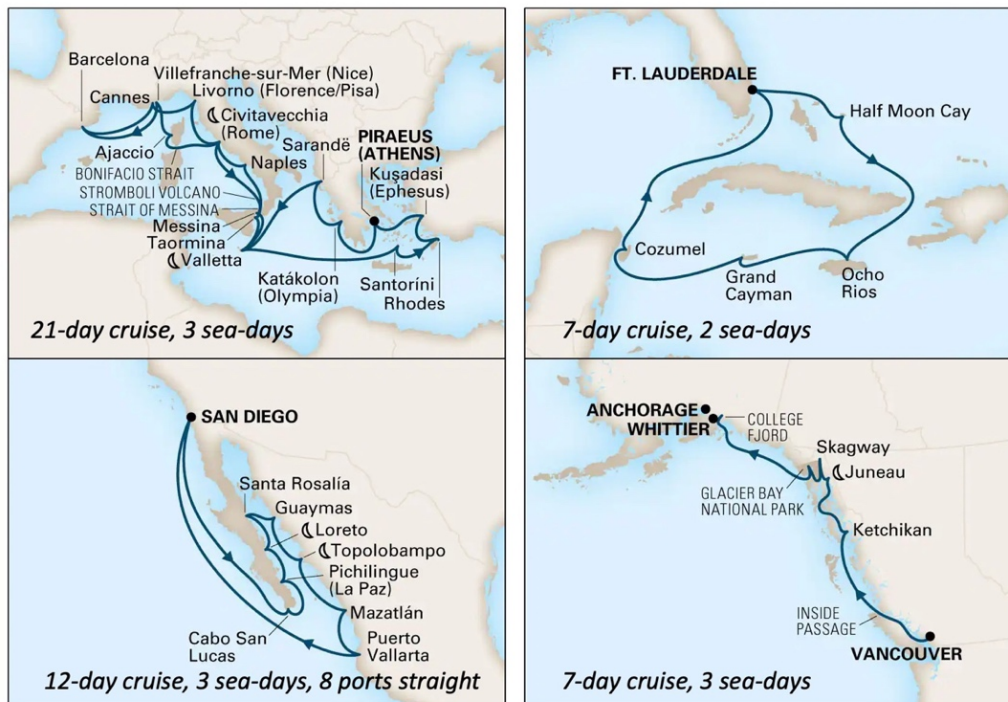 Barcelona
Villefranche-sur-Mer (Nice)
Cannes
Livorno (Florence/Pisa)
Civitavecchia
(Rome)
Sarandë
PIRAEUS
(ATHENS)
Ajaccio
Naples
Kuşadasi
(Ephesus)
BONIFACIO STRAIT
STROMBOLI VOLCANO
STRAIT OF MESSINA
Messina
Taormina
Valletta
Katákolon
(Olympia)
Santoríni
Rhodes
21-day cruise, 3 sea-days
FT. LAUDERDALE
Half Moon Cay
Cozumel
Grand
Cayman
Ocho
Rios
7-day cruise, 2 sea-days
SAN DIEGO
Santa Rosalía
Guaymas
Loreto
Topolobampo
Pichilingue
(La Paz)
Mazatlán
Cabo San
Lucas
Puerto
Vallarta
12-day cruise, 3 sea-days, 8 ports straight
ANCHORAGE
WHITTIER
COLLEGE
FJORD
Skagway
Juneau
GLACIER BAY
NATIONAL PARK
Ketchikan
INSIDE
PASSAGE
VANCOUVER
7-day cruise, 3 sea-days